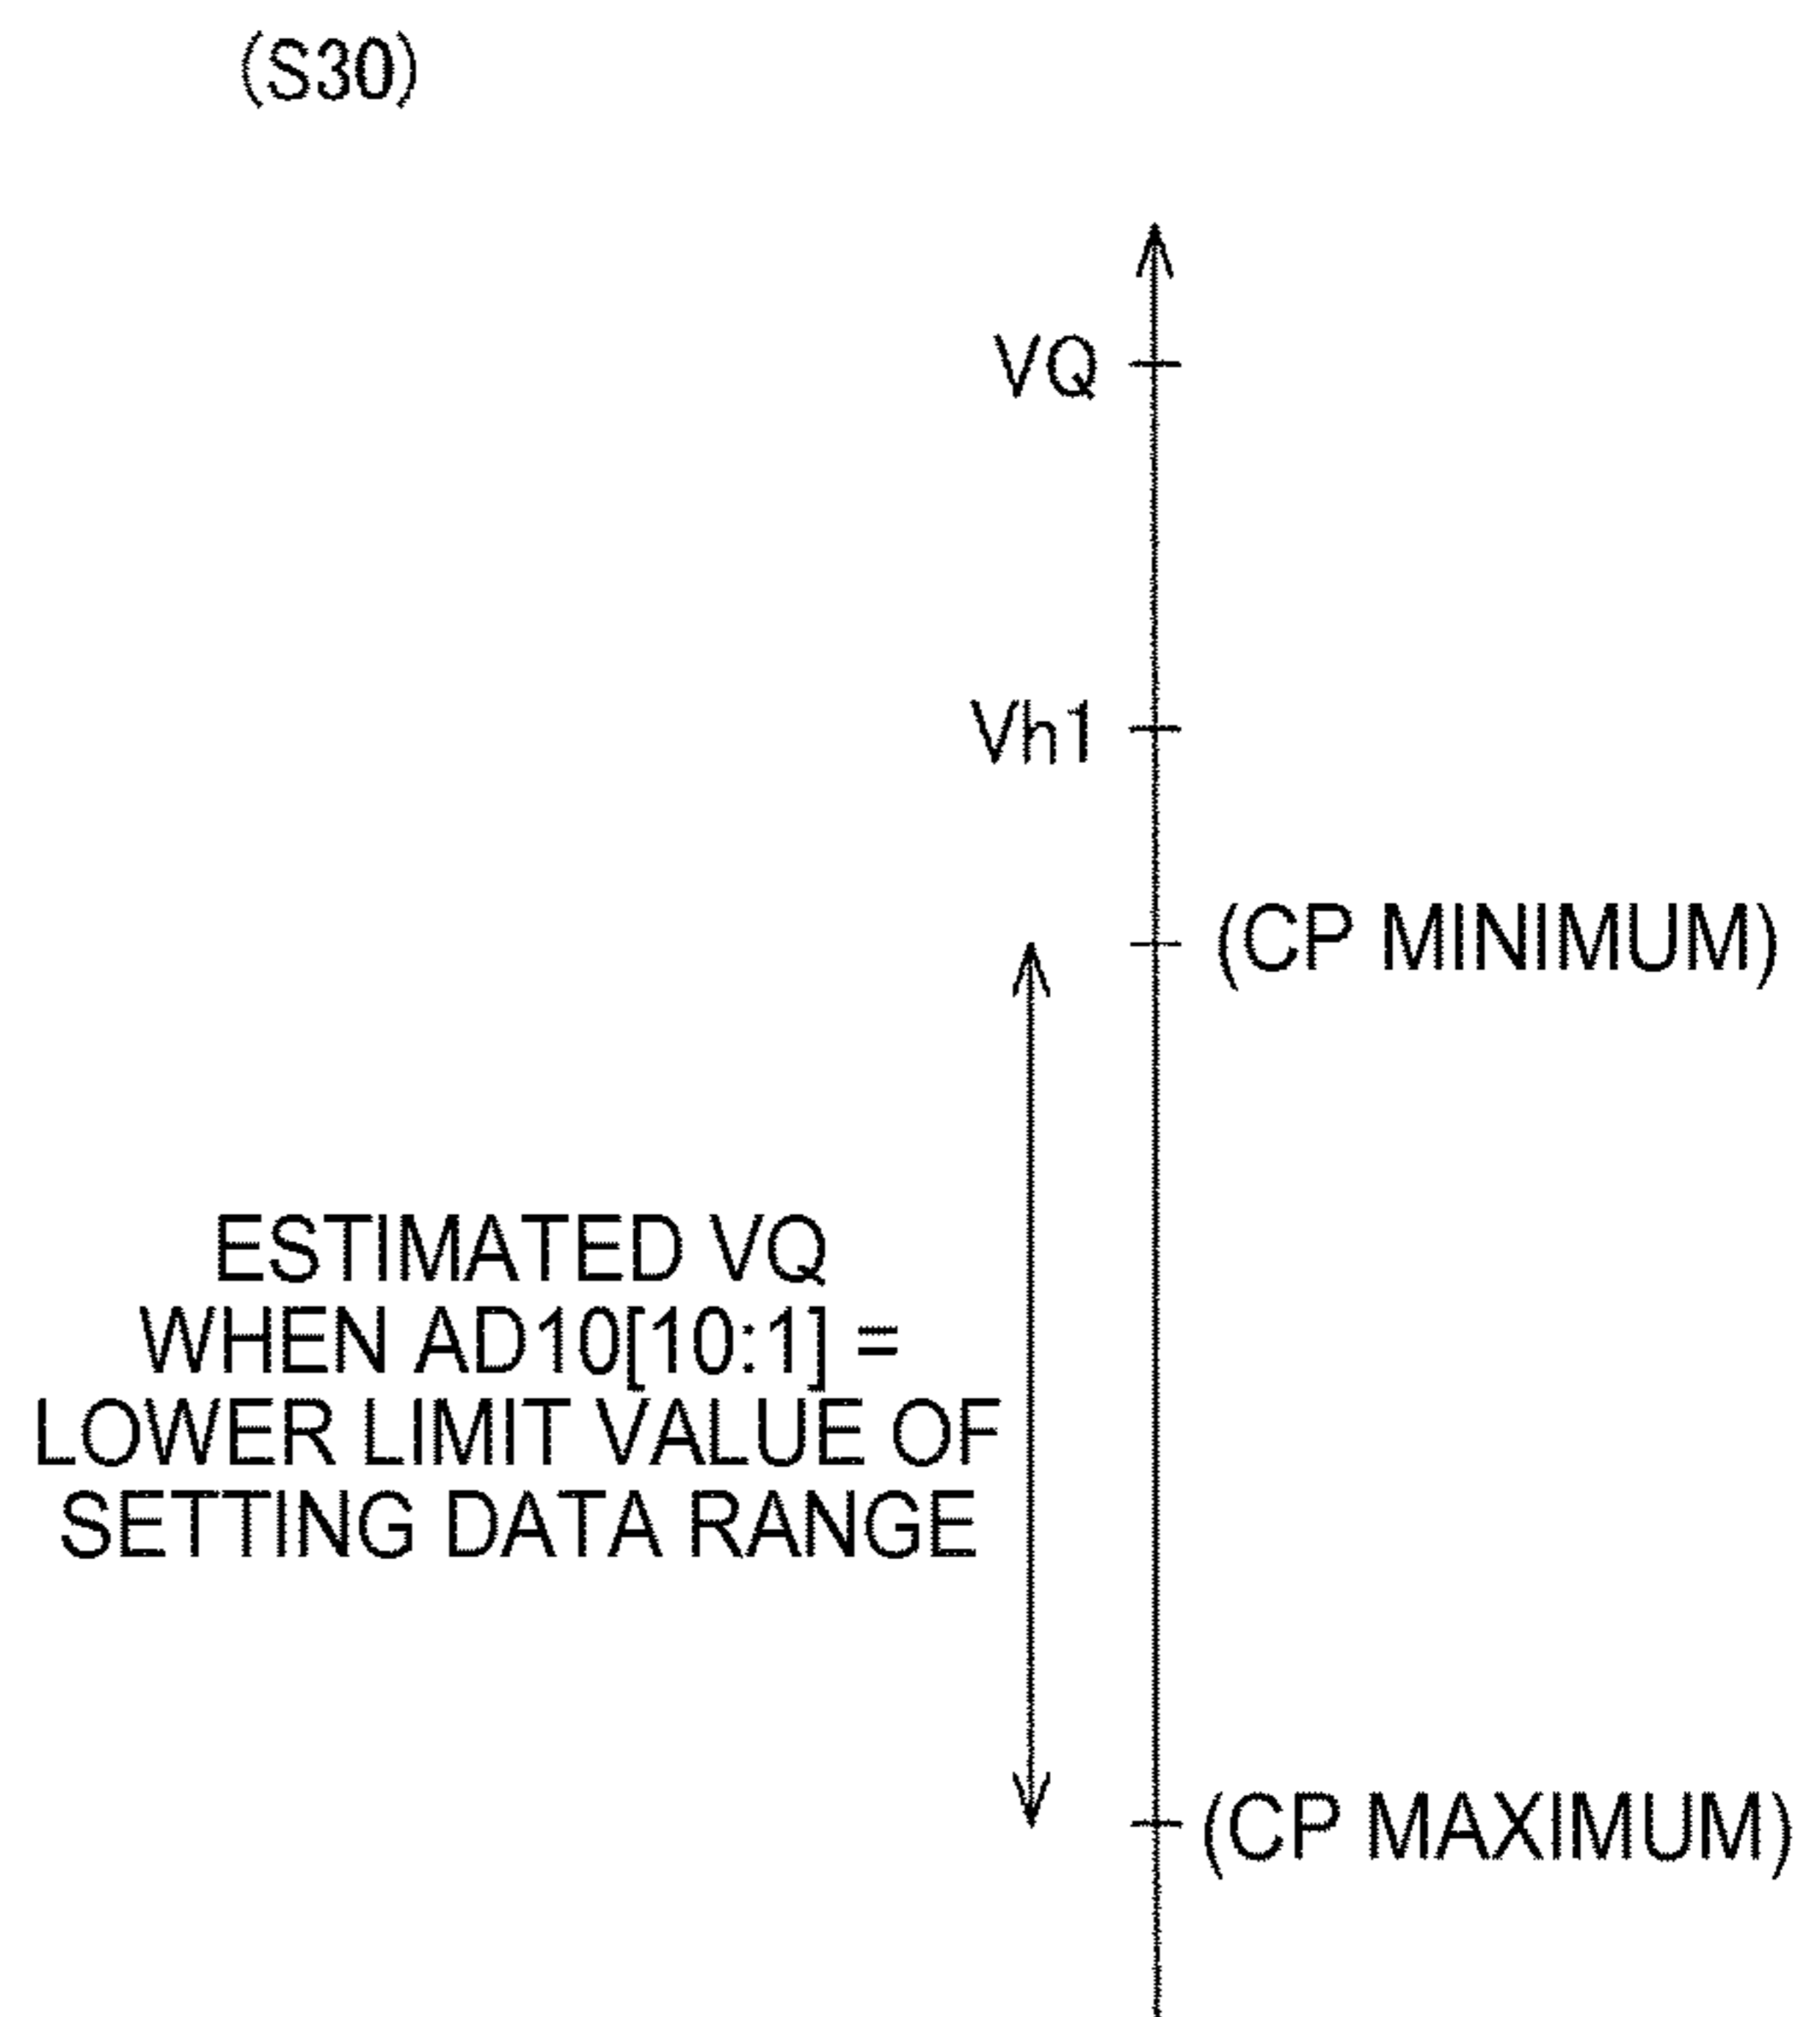 (S30)
VQ
Vh1
(CP MINIMUM)
ESTIMATED VQ
WHEN AD10[10:1] =
LOWER LIMIT VALUE OF
SETTING DATA RANGE
(CP MAXIMUM)